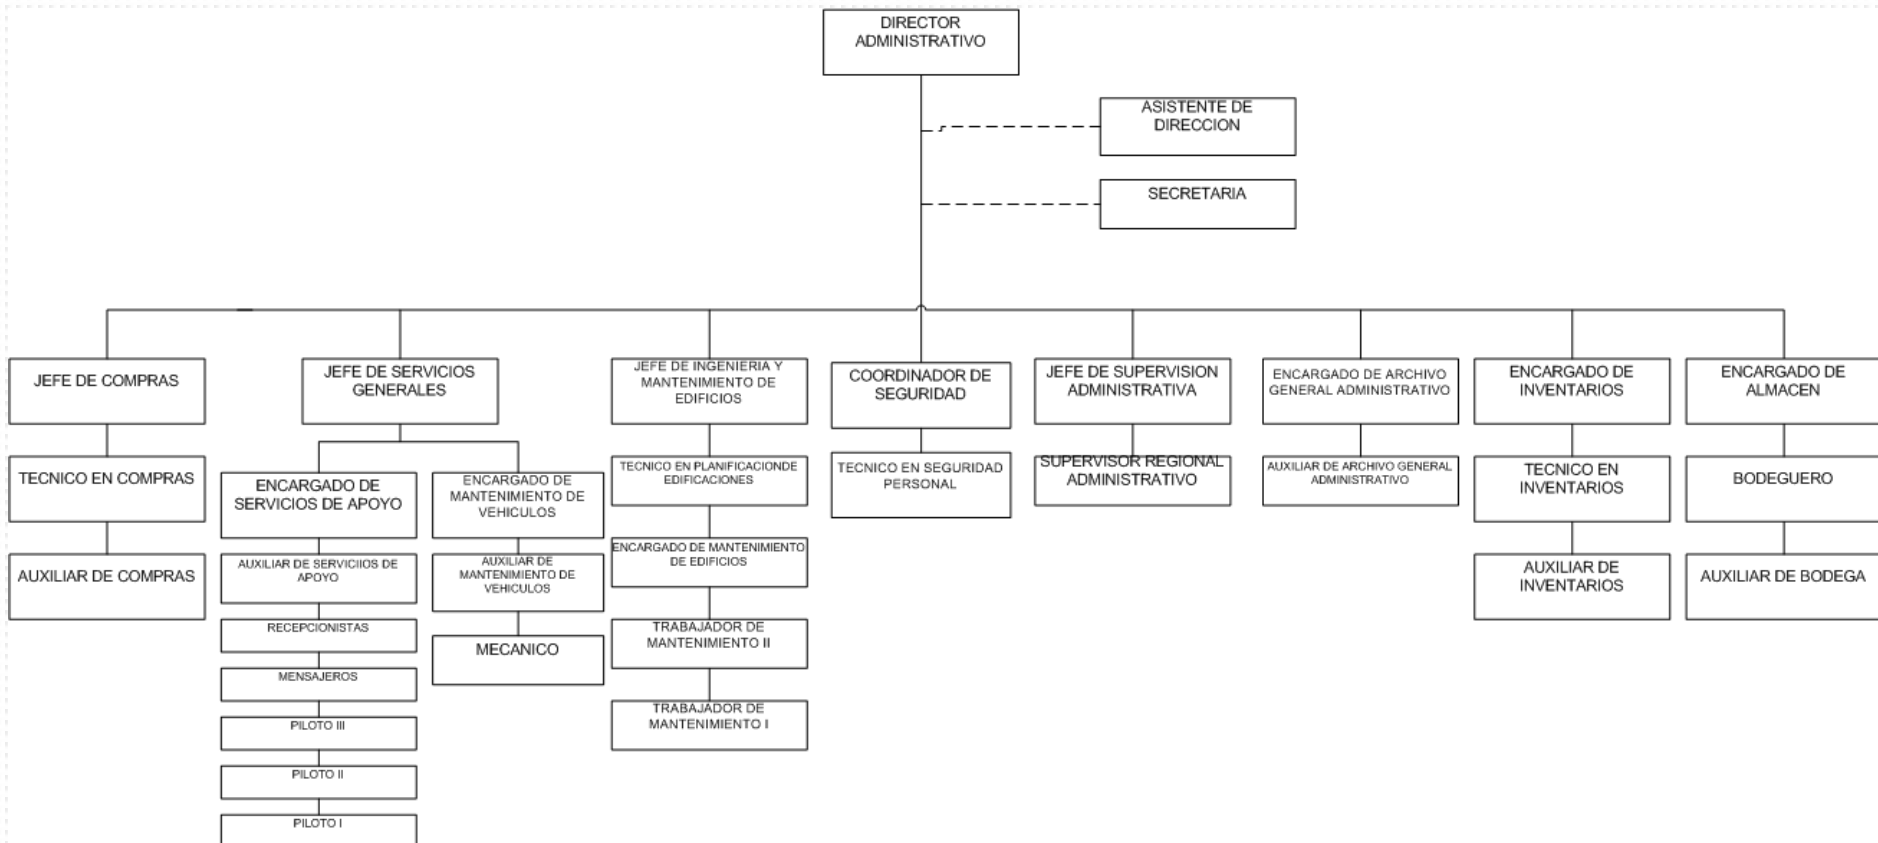 DIRECTOR
ADMINISTRATIVO
ASISTENTE DE
DIRECCION
SECRETARIA
JEFE DE COMPRAS
TECNICO EN COMPRAS
AUXILIAR DE COMPRAS
JEFE DE SERVICIOS
GENERALES
ENCARGADO DE
SERVICIOS DE APOYO
AUXILIAR DE SERVICIIOS DE
APOYO
RECEPCIONISTAS
MENSAJEROS
PILOTO III
PILOTO II
PILOTO I
ENCARGADO DE
MANTENIMIENTO DE
VEHICULOS
AUXILIAR DE
MANTENIMIENTO DE
VEHICULOS
MECANICO
JEFE DE INGENIERIA Y
MANTENIMIENTO DE
EDIFICIOS
TECNICO EN PLANIFICACIONDE
EDIFICACIONES
ENCARGADO DE MANTENIMIENTO
DE EDIFICIOS
TRABAJADOR DE
MANTENIMIENTO II
TRABAJADOR DE
MANTENIMIENTO I
COORDINADOR DE
SEGURIDAD
TECNICO EN SEGURIDAD
PERSONAL
JEFE DE SUPERVISION
ADMINISTRATIVA
SUPERVISOR REGIONAL
ADMINISTRATIVO
ENCARGADO DE ARCHIVO
GENERAL ADMINISTRATIVO
AUXILIAR DE ARCHIVO GENERAL
ADMINISTRATIVO
ENCARGADO DE
INVENTARIOS
TECNICO EN
INVENTARIOS
AUXILIAR DE
INVENTARIOS
ENCARGADO DE
ALMACEN
BODEGUERO
AUXILIAR DE BODEGA